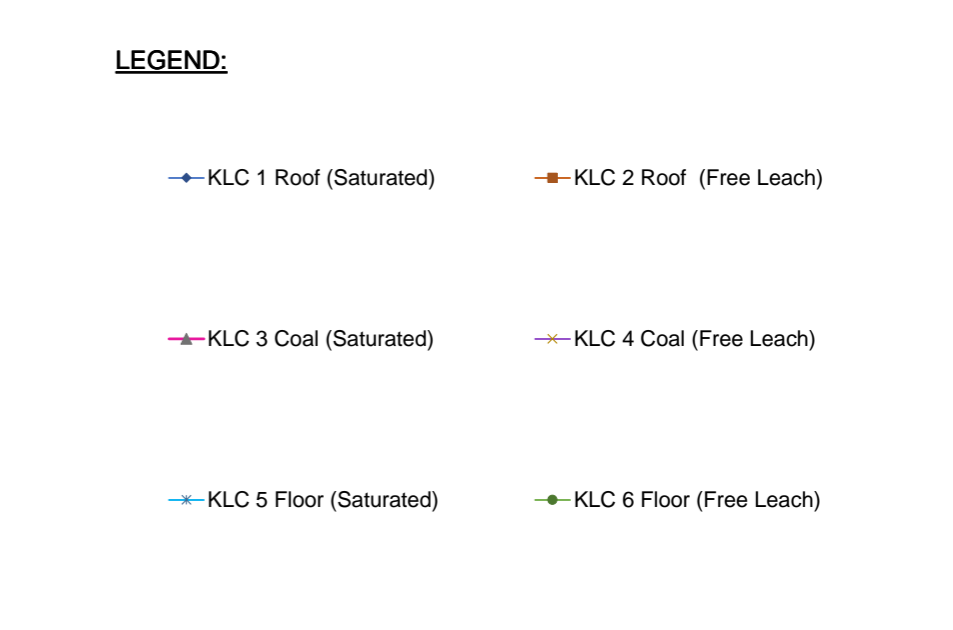 LEGEND:
KLC 1 Roof (Saturated)
KLC 2 Roof  (Free Leach)
KLC 3 Coal (Saturated)
KLC 4 Coal (Free Leach)
KLC 5 Floor (Saturated)
KLC 6 Floor (Free Leach)